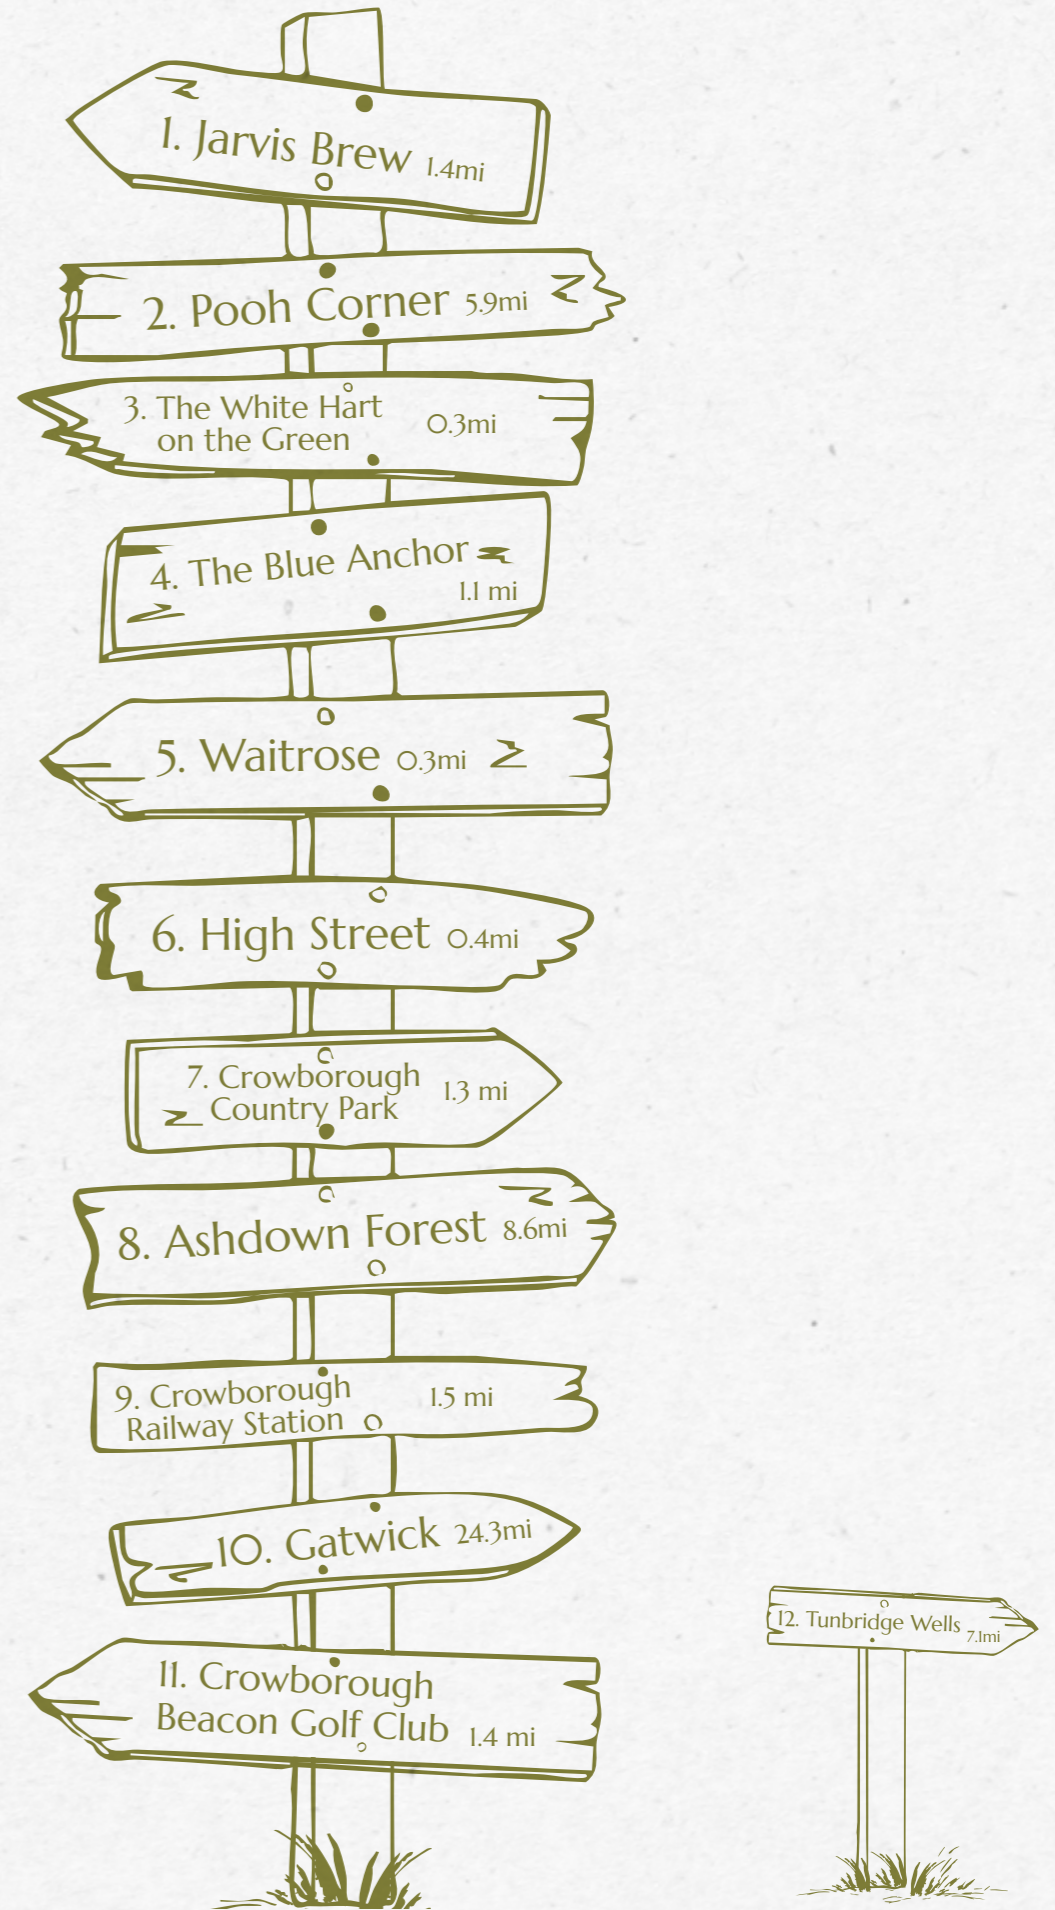 1. Jarvis Brew 1.4mi
2. Pooh Corner 5.9mi
3. The White Hart
on the Green 0.3mi
4. The Blue Anchor
1.1 mi
5. Waitrose 0.3mi
6. High Street 0.4mi
7. Crowborough
Country Park 1.3 mi
8. Ashdown Forest 8.6mi
9. Crowborough
Railway Station 1.5 mi
10. Gatwick 24.3mi
11. Crowborough
Beacon Golf Club 1.4 mi
12. Tunbridge Wells 7.1mi